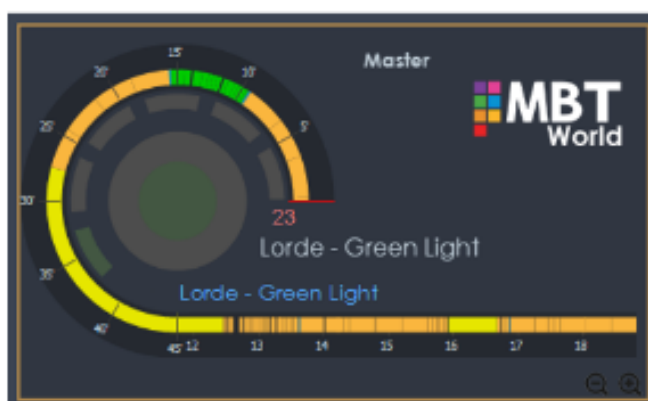 Master
MBT
World
15'
20'
10'
25'
5'
30'
23
Lorde - Green Light
35'
Lorde - Green Light
40'
45' 12 13 14 15 16 17 18